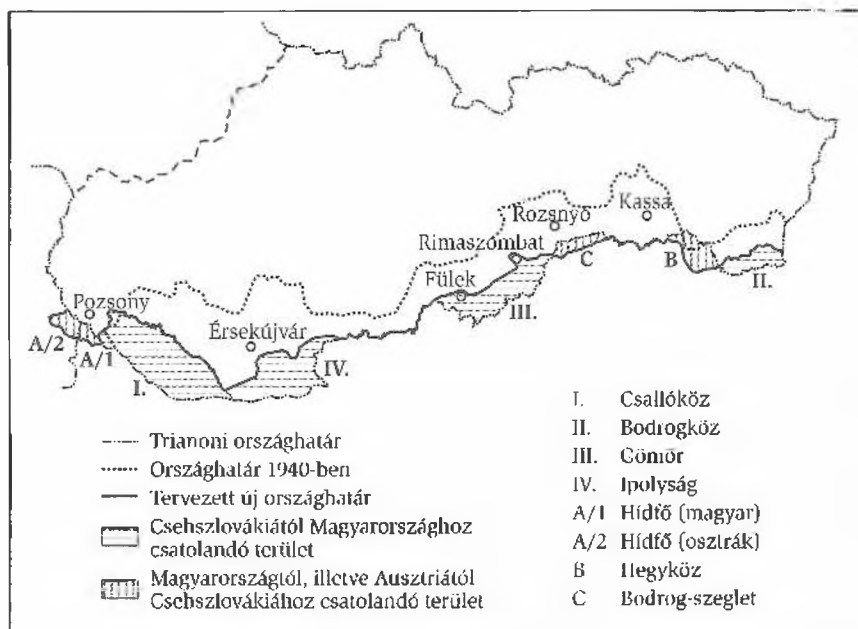 Rozsnyó
Kassa
Rimaszombat
Fülek
C
B
II.
III.
Pozsony
Érsekújvár
A/2
A/1
I.
IV.
Trianoni országhatár
Országhatár 1940-ben
Tervezett új országhatár
Csehszlovákiától Magyarországhoz
csatolandó terület
Magyarországtól, illetve Ausztriától
Csehszlovákiához csatolandó terület
I. Csallóköz
II. Bodrogköz
III. Gömör
IV. Ipolyság
A/1 Hídfő (magyar)
A/2 Hídfő (osztrák)
B Hegyköz
C Bodrog-szeglet